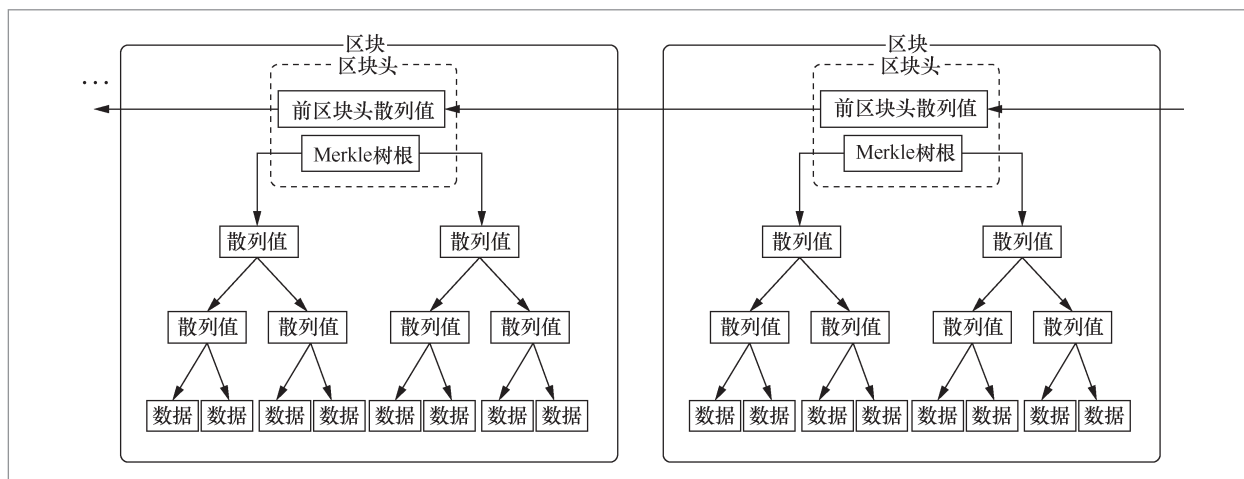 区块 区块
区块头 区块头
...
前区块头散列值 前区块头散列值
Merkle树根 Merkle树根
散列值 散列值 散列值 散列值
散列值 散列值 散列值 散列值 散列值 散列值 散列值 散列值
数据 数据 数据 数据 数据 数据 数据 数据 数据 数据 数据 数据 数据 数据 数据 数据